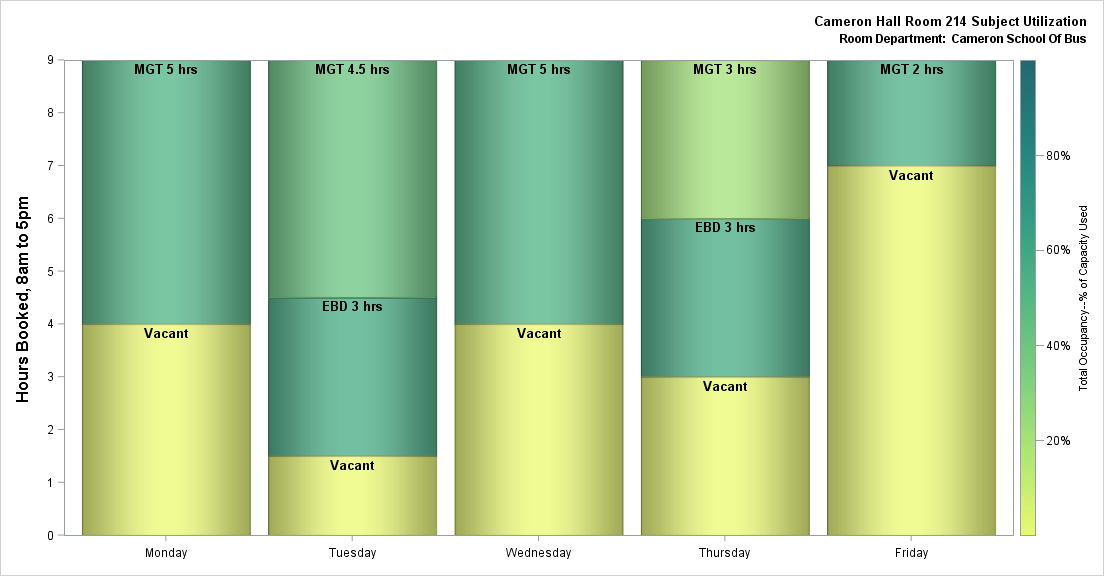 Cameron Hall Room 214 Subject Utilization
Room Department: Cameron School Of Bus
Hours Booked, 8am to 5pm
9
8
7
6
5
4
3
2
1
0
MGT 5 hrs
Vacant
MGT 4.5 hrs
EBD 3 hrs
Vacant
MGT 5 hrs
Vacant
MGT 3 hrs
EBD 3 hrs
Vacant
MGT 2 hrs
Vacant
Monday
Tuesday
Wednesday
Thursday
Friday
80%
60%
40%
20%
Total Occupancy--% of Capacity Used